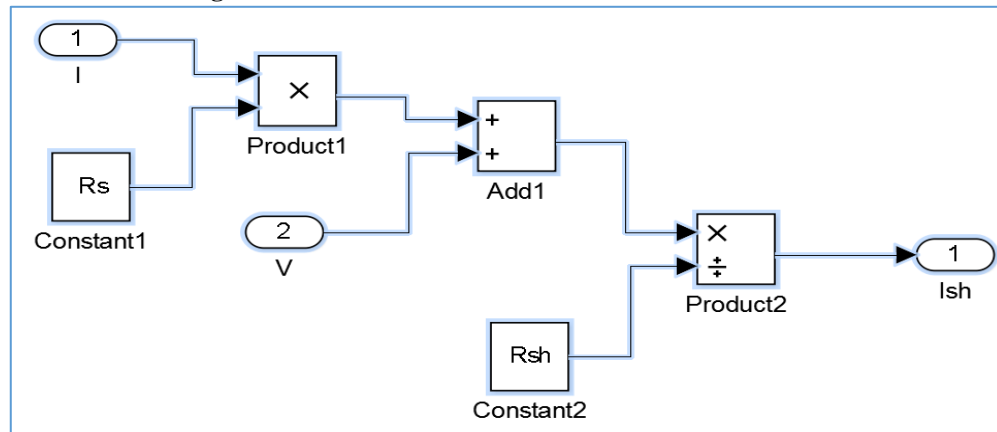 1
I
×
Product1
Rs
Constant1
+
+
Add1
2
V
×
÷
Product2
1
Ish
Rsh
Constant2